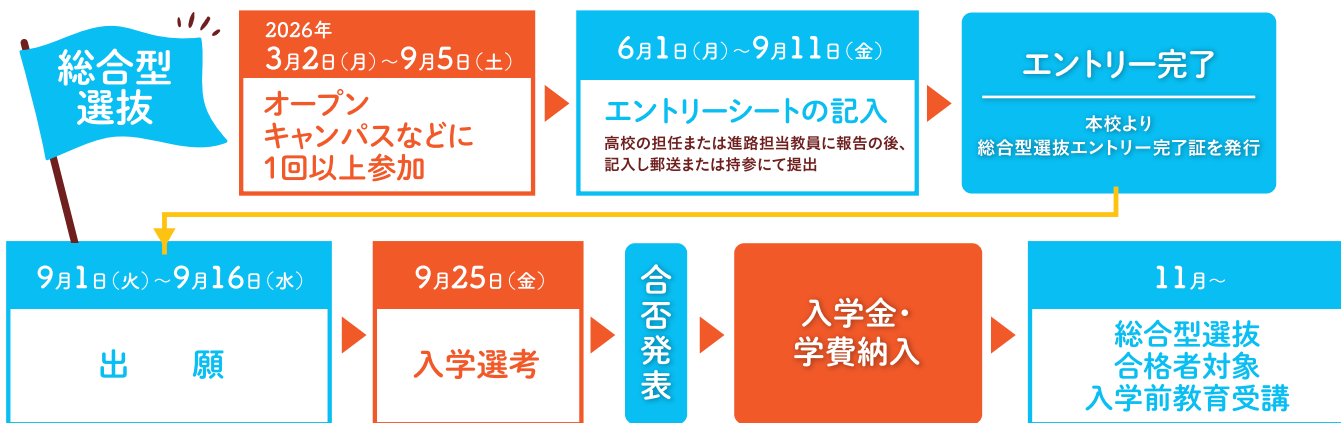 総合型
選抜
2026年
3月2日(月)～9月5日(土)
オープン
キャンパスなどに
1回以上参加
6月1日(月)～9月11日(金)
エントリーシートの記入
高校の担任または進路担当教員に報告の後、
記入し郵送または持参にて提出
エントリー完了
本校より
総合型選抜エントリー完了証を発行
9月1日(火)～9月16日(水)
出　願
9月25日(金)
入学選考
合否発表
入学金・
学費納入
11月～
総合型選抜
合格者対象
入学前教育受講